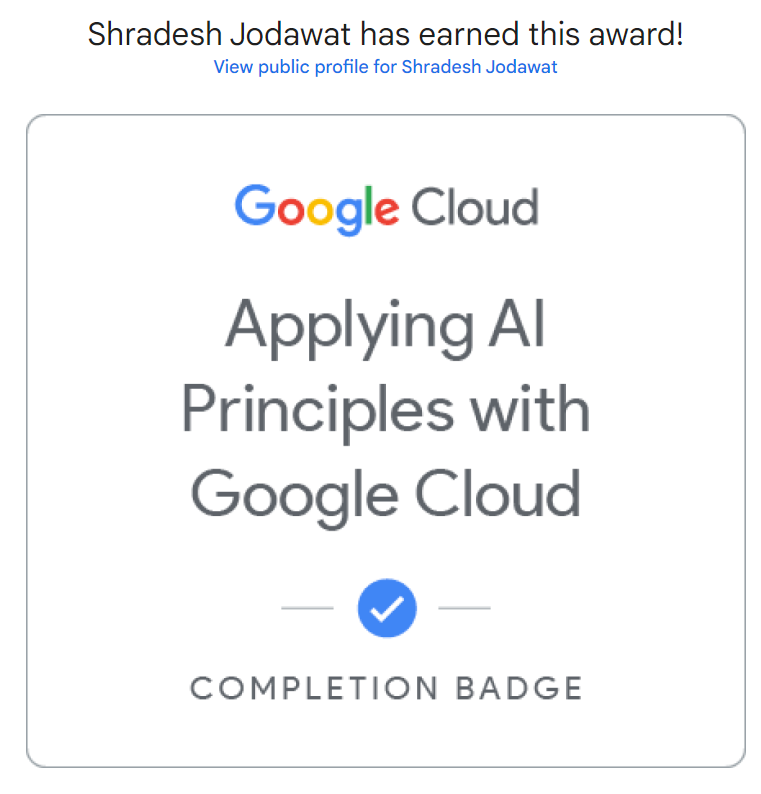 Shradesh Jodawat has earned this award!
View public profile for Shradesh Jodawat
Google Cloud
Applying AI
Principles with
Google Cloud
COMPLETION BADGE